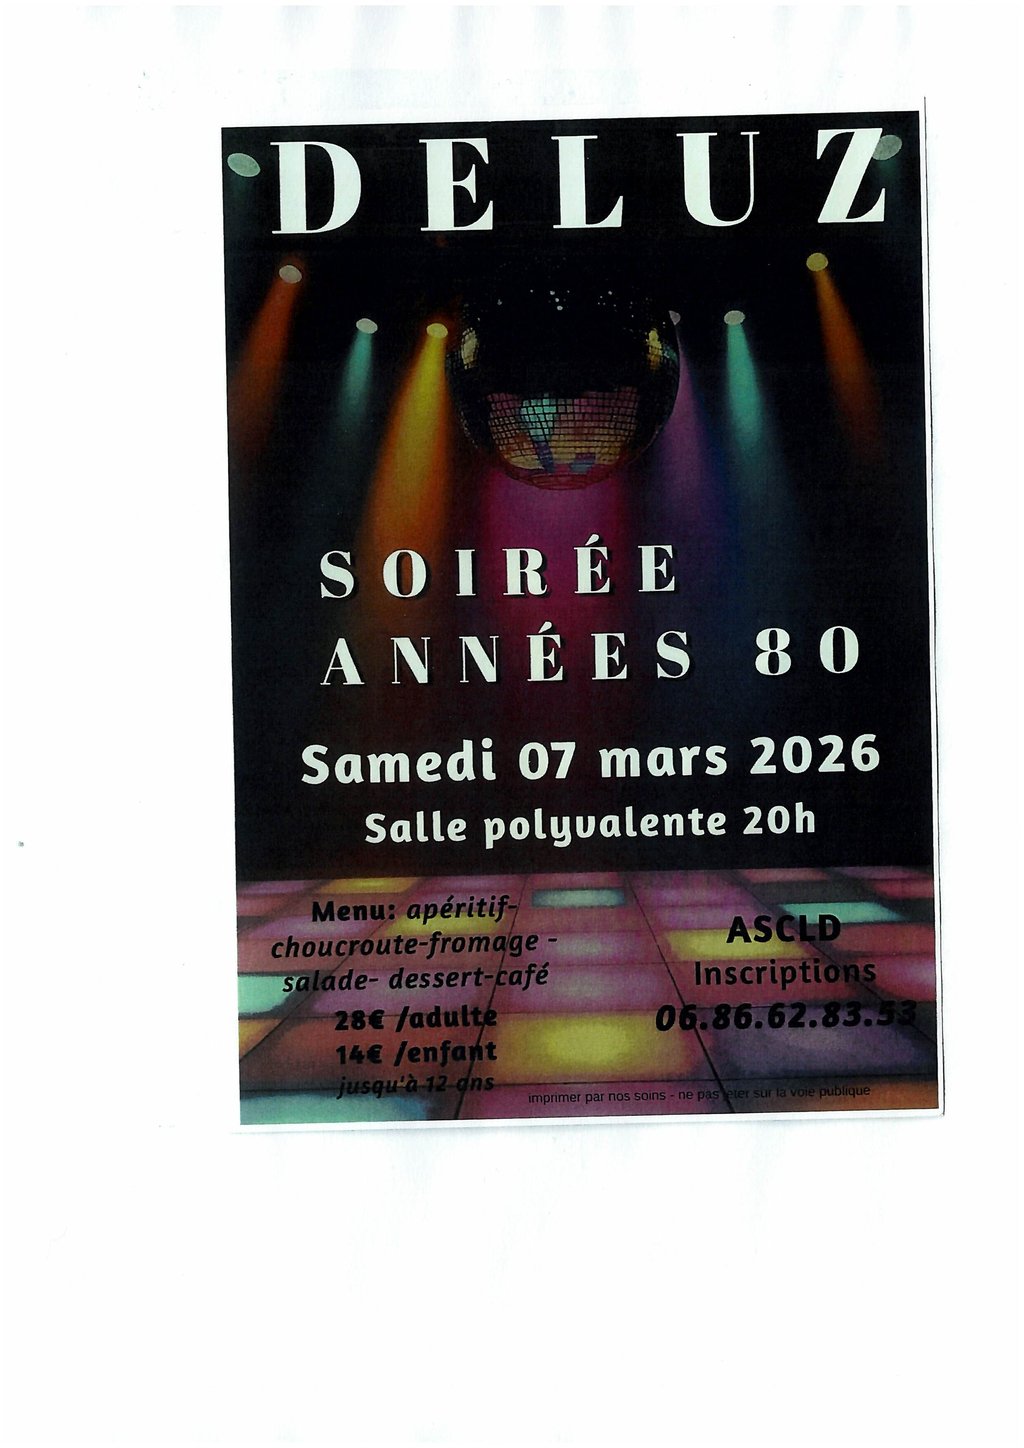 DELUZ
SOIRÉE
ANNÉES 80
Samedi 07 mars 2026
Salle polyvalente 20h
Menu: apéritif-
choucroute-fromage -
salade- dessert-café
28€ /adulte
14€ /enfant
jusqu'à 12 ans
ASCLD
Inscriptions
06.86.62.83.53
imprimer par nos soins - ne pas jeter sur la voie publique